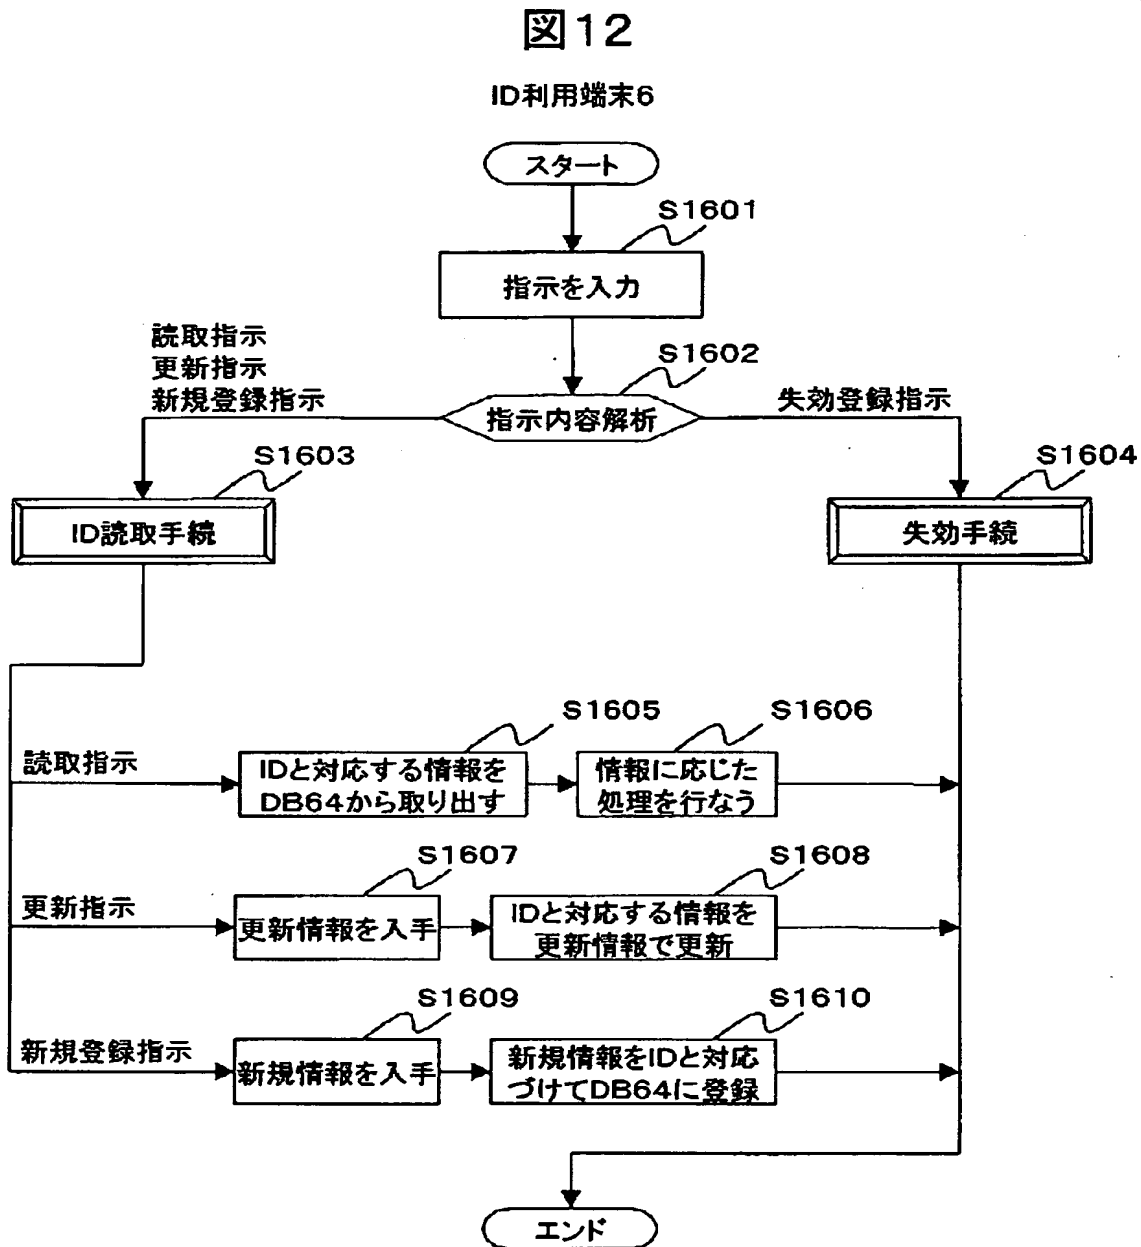 図12
ID利用端末6
スタート
S1601
指示を入力
読取指示
更新指示
新規登録指示
S1602
指示内容解析
失効登録指示
S1603
ID読取手続
S1604
失効手続
読取指示
S1605
IDと対応する情報を
DB64から取り出す
S1606
情報に応じた
処理を行なう
更新指示
S1607
更新情報を入手
S1608
IDと対応する情報を
更新情報で更新
新規登録指示
S1609
新規情報を入手
S1610
新規情報をIDと対応
づけてDB64に登録
エンド